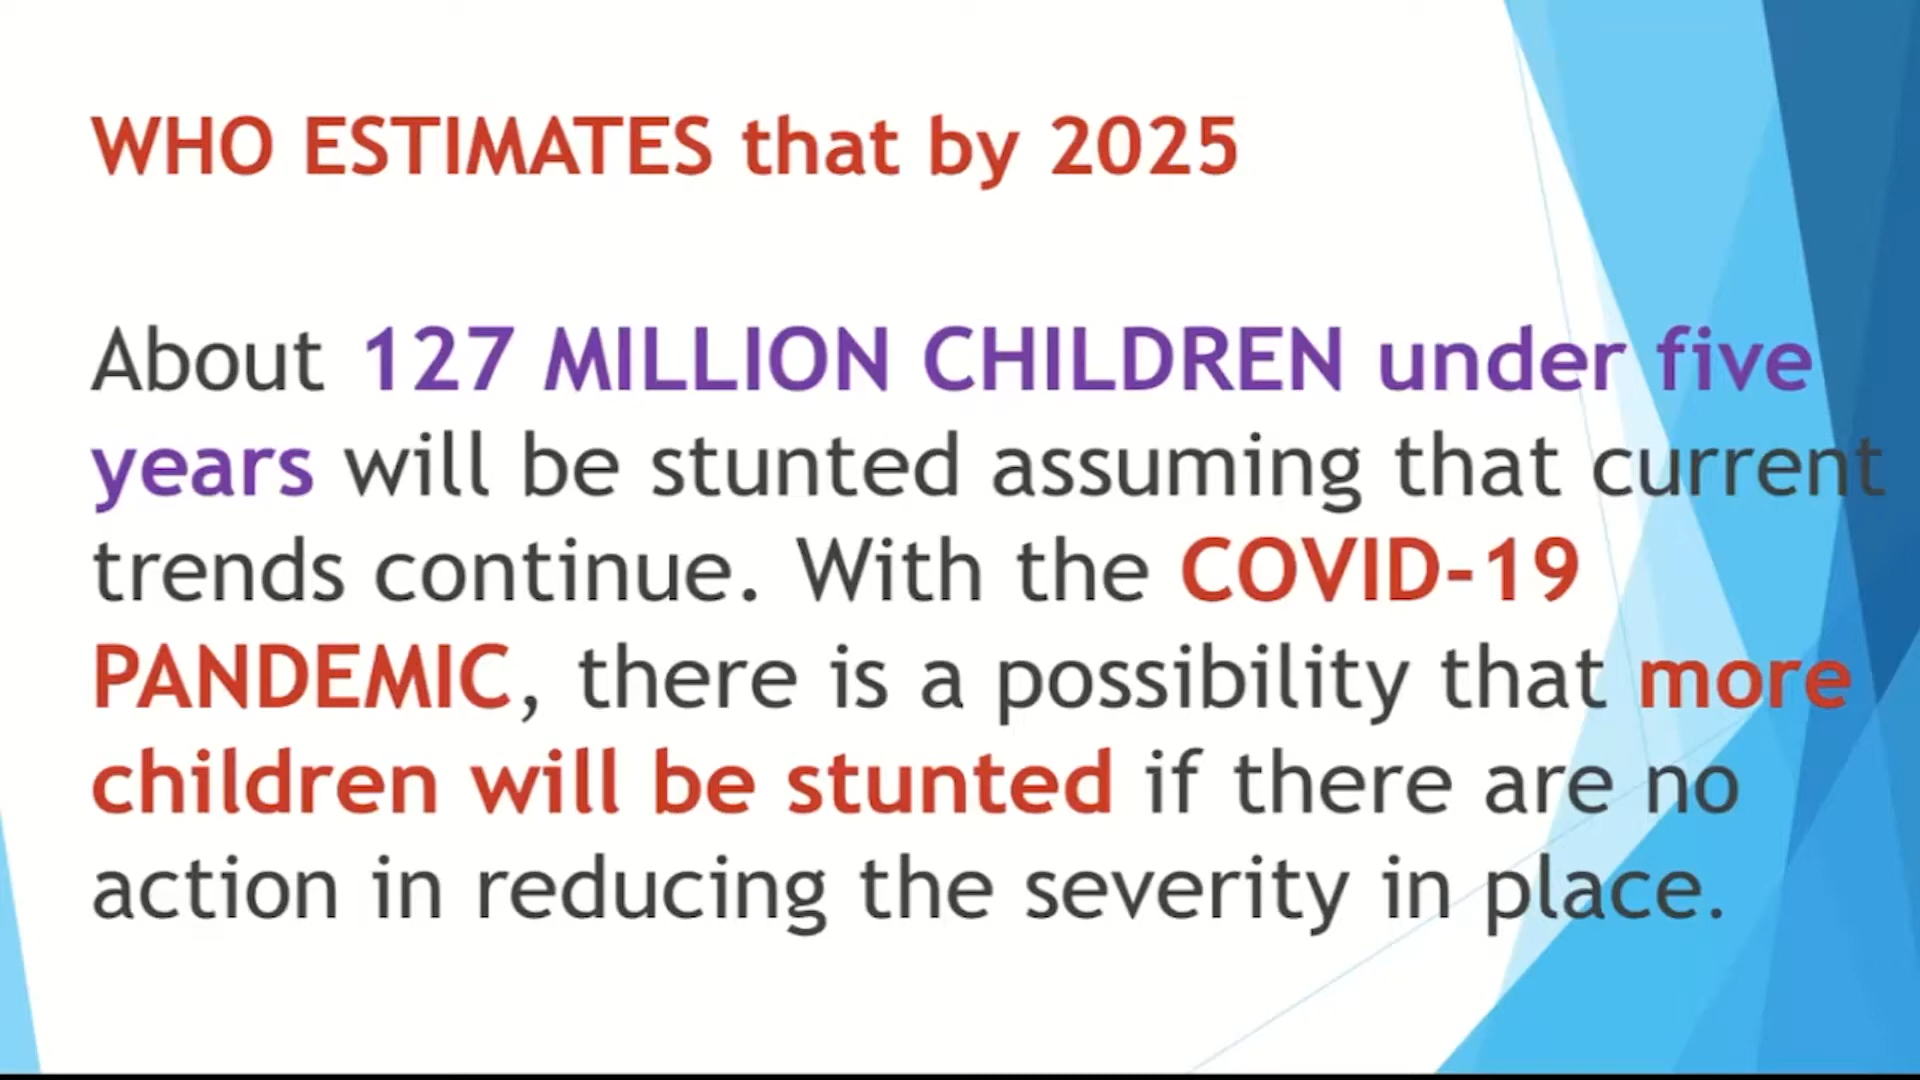 WHO ESTIMATES that by 2025
About 127 MILLION CHILDREN under five
years will be stunted assuming that current
trends continue. With the COVID-19
PANDEMIC, there is a possibility that more
children will be stunted if there are no
action in reducing the severity in place.